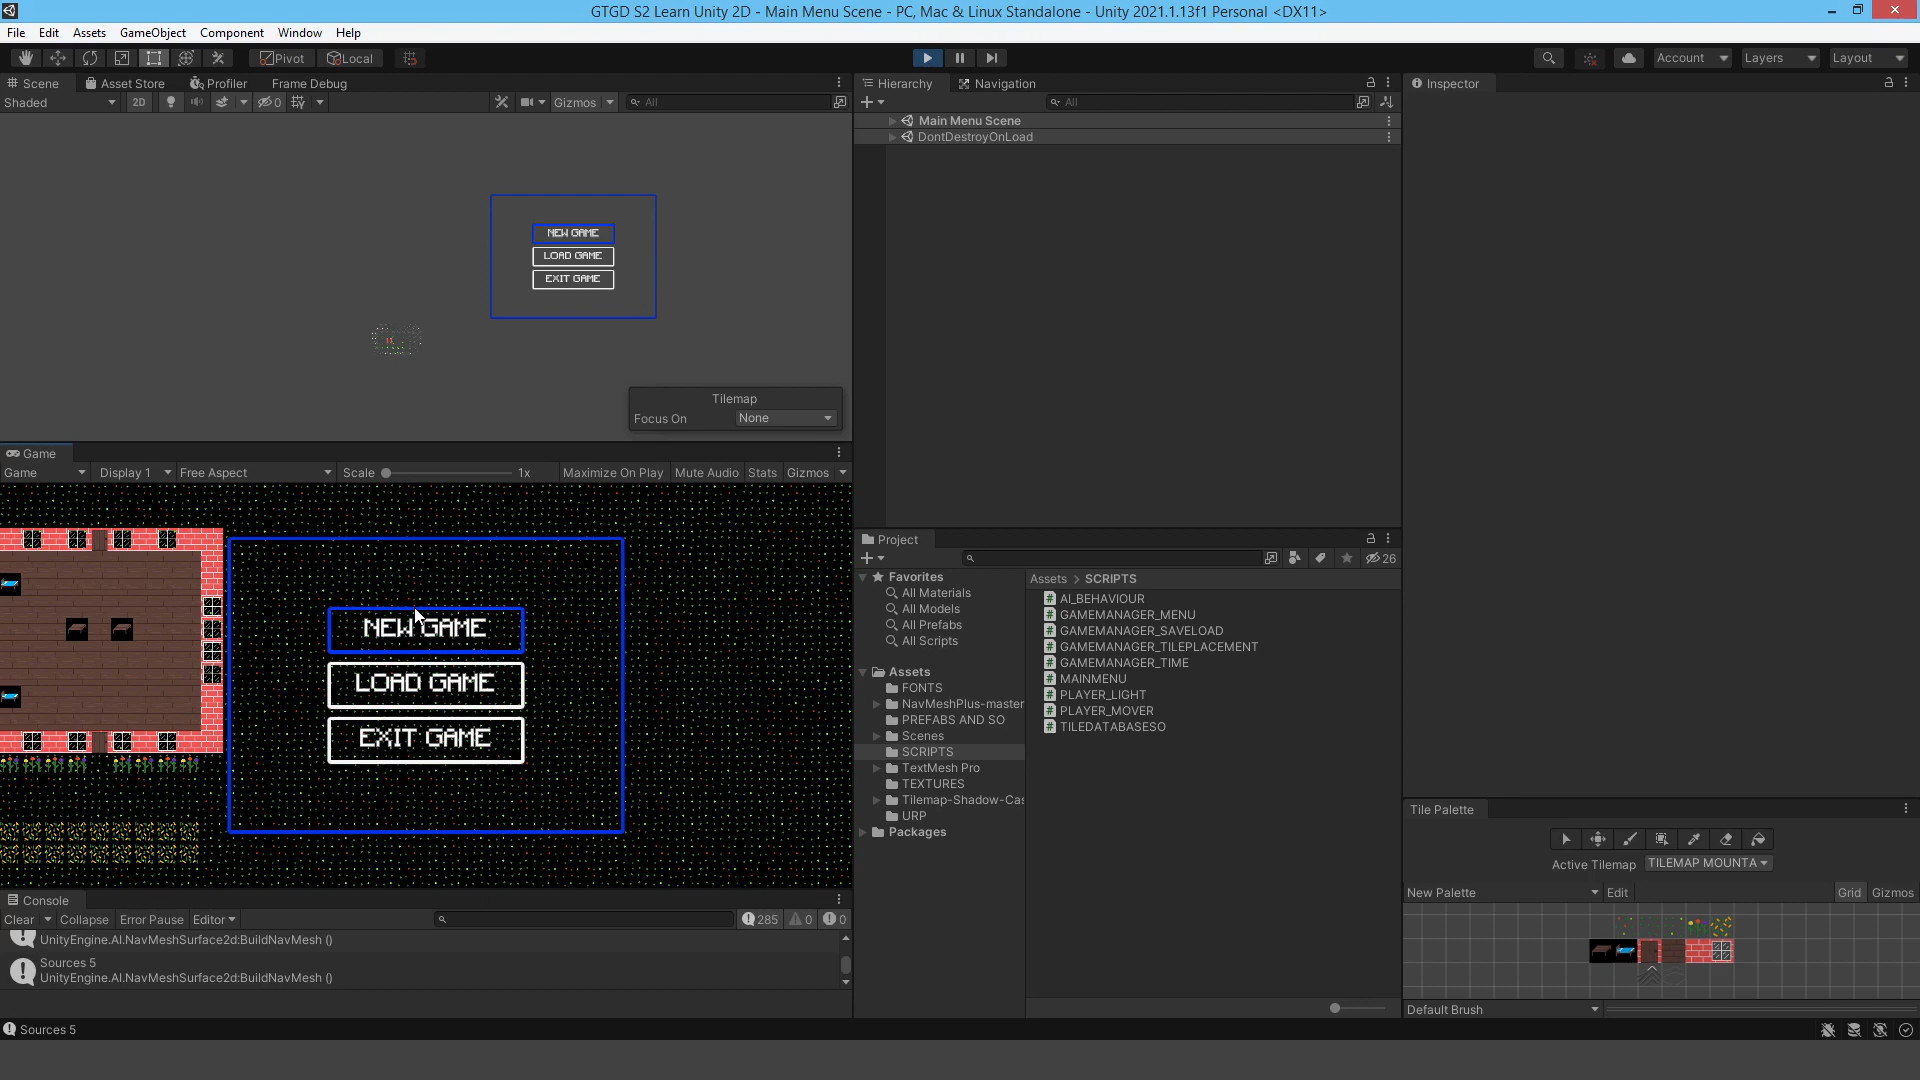 GTGD S2 Learn Unity 2D - Main Menu Scene - PC, Mac & Linux Standalone - Unity 2021.1.13f1 Personal <DX11>
File Edit Assets GameObject Component Window Help
Pivot Local Account Layers Layout
Scene Asset Store Profiler Frame Debug
Shaded 2D 0 Gizmos All
NEW GAME
LOAD GAME
EXIT GAME
Tilemap
Focus On None
Game
Game Display 1 Free Aspect Scale 1x Maximize On Play Mute Audio Stats Gizmos
NEW GAME
LOAD GAME
EXIT GAME
Console
Clear Collapse Error Pause Editor 285 0 0
UnityEngine.AI.NavMeshSurface2d:BuildNavMesh ()
Sources 5
UnityEngine.AI.NavMeshSurface2d:BuildNavMesh ()
Sources 5
Hierarchy Navigation
All
Main Menu Scene
DontDestroyOnLoad
Project
26
Favorites
All Materials
All Models
All Prefabs
All Scripts
Assets
FONTS
NavMeshPlus-master
PREFABS AND SO
Scenes
SCRIPTS
TextMesh Pro
TEXTURES
Tilemap-Shadow-Cas
URP
Packages
Assets > SCRIPTS
AI_BEHAVIOUR
GAMEMANAGER_MENU
GAMEMANAGER_SAVELOAD
GAMEMANAGER_TILEPLACEMENT
GAMEMANAGER_TIME
MAINMENU
PLAYER_LIGHT
PLAYER_MOVER
TILEDATABASESO
Inspector
Tile Palette
Active Tilemap TILEMAP MOUNTA
New Palette Edit Grid Gizmos
Default Brush